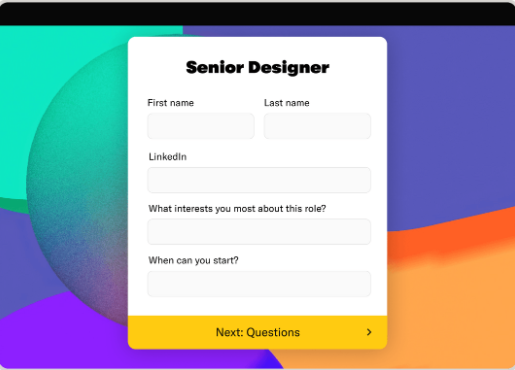 Senior Designer
First name Last name
LinkedIn
What interests you most about this role?
When can you start?
Next: Questions